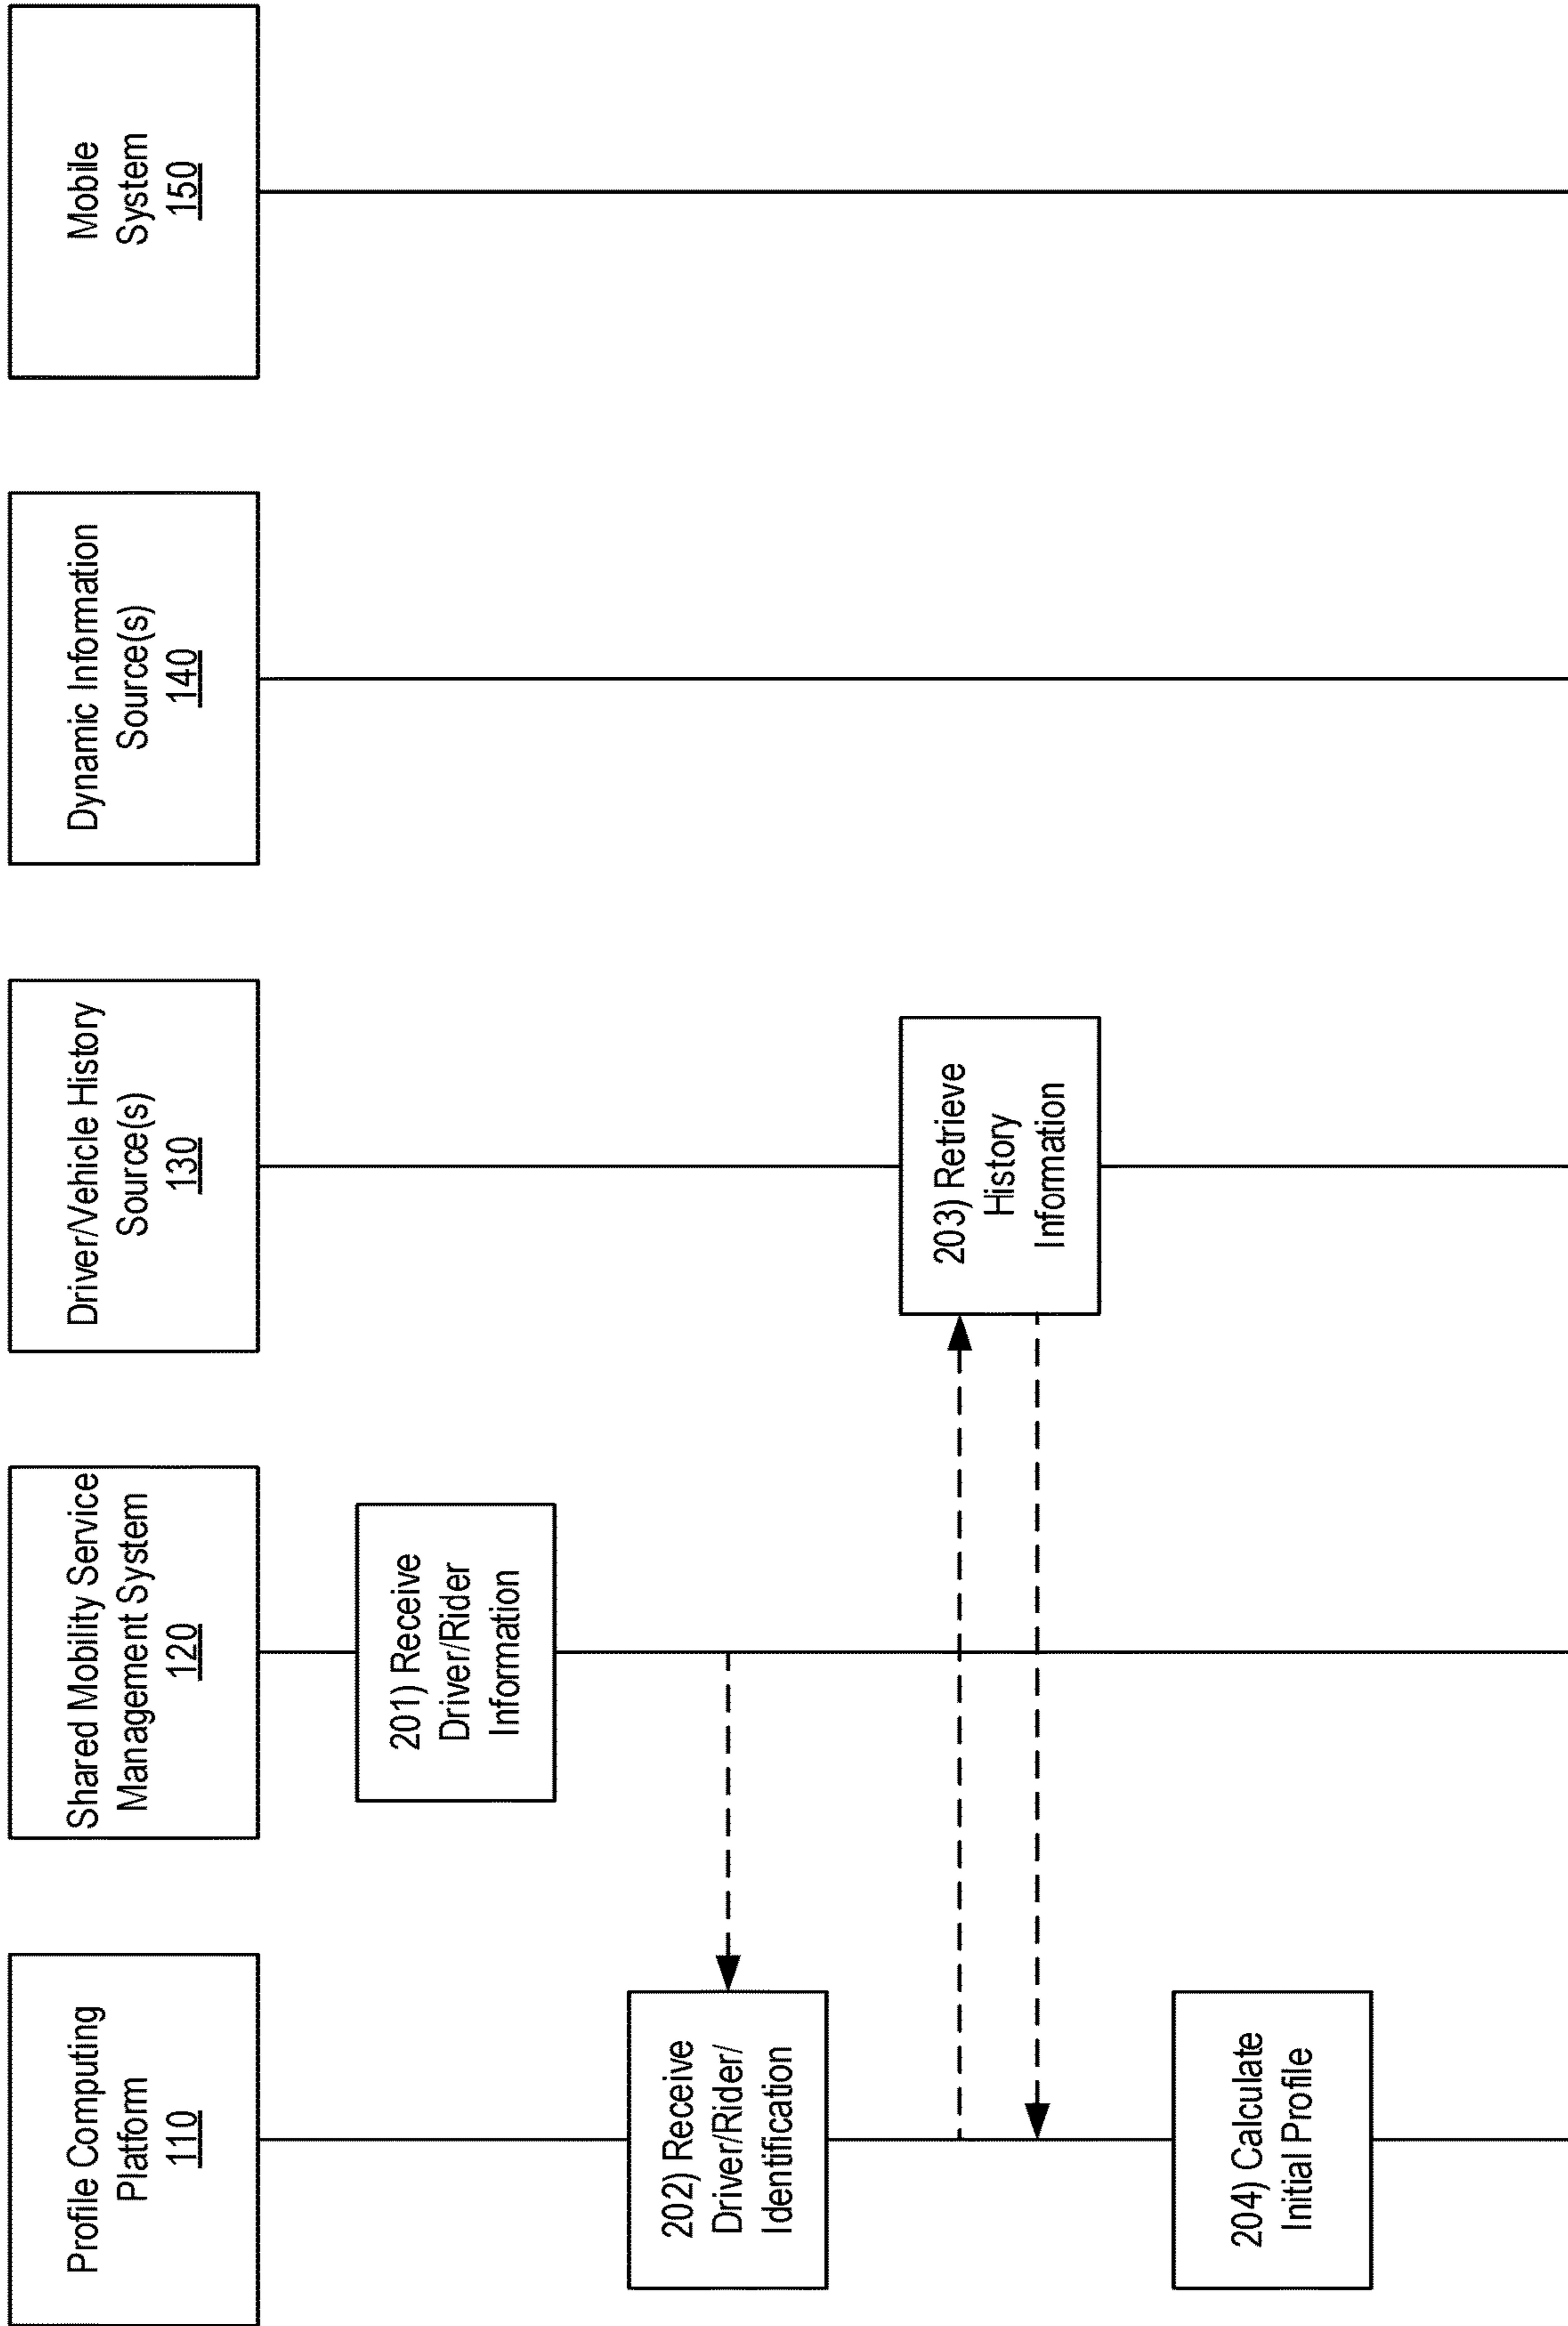 Profile Computing
Platform
110
Shared Mobility Service
Management System
120
Driver/Vehicle History
Source(s)
130
Dynamic Information
Source(s)
140
Mobile
System
150
201) Receive
Driver/Rider
Information
202) Receive
Driver/Rider/
Identification
203) Retrieve
History
Information
204) Calculate
Initial Profile